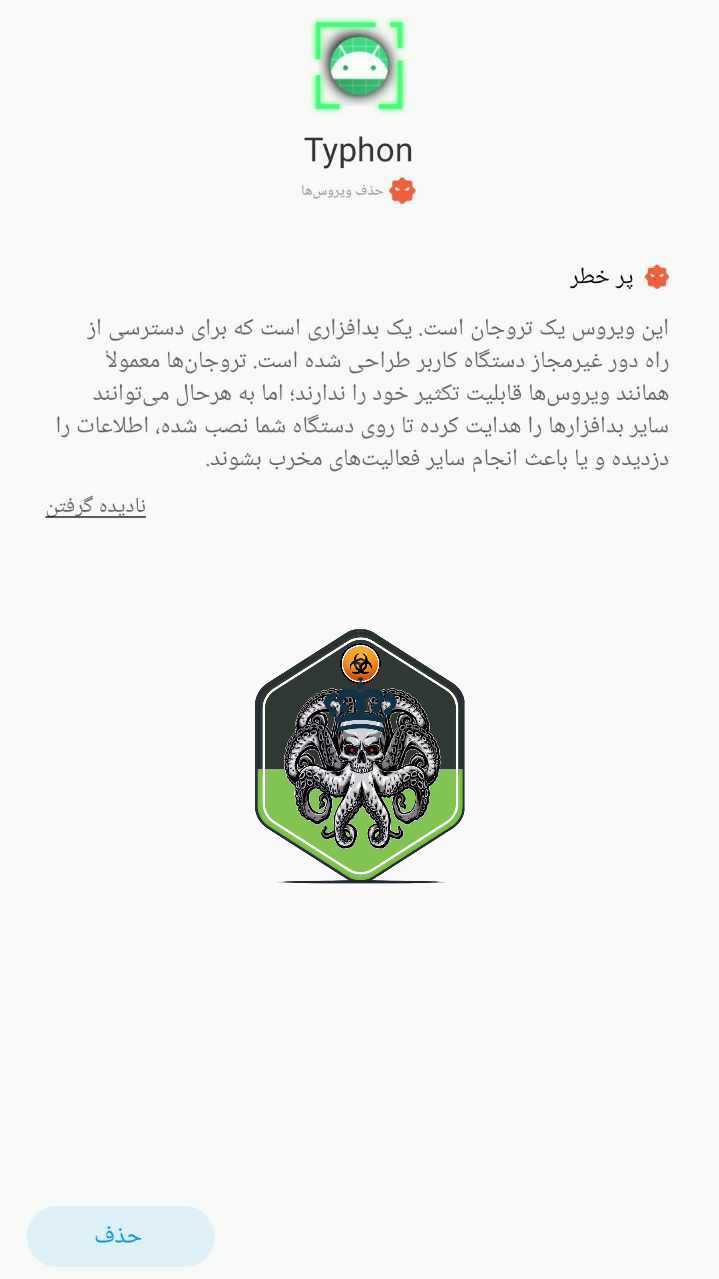 Typhon
حذف ویروس‌ها
پر خطر
این ویروس یک تروجان است. یک بدافزاری است که برای دسترسی از
راه دور غیرمجاز دستگاه کاربر طراحی شده است. تروجان‌ها معمولاً
همانند ویروس‌ها قابلیت تکثیر خود را ندارند؛ اما به هرحال می‌توانند
سایر بدافزارها را هدایت کرده تا روی دستگاه شما نصب شده، اطلاعات را
دزدیده و یا باعث انجام سایر فعالیت‌های مخرب بشوند.
نادیده گرفتن
حذف